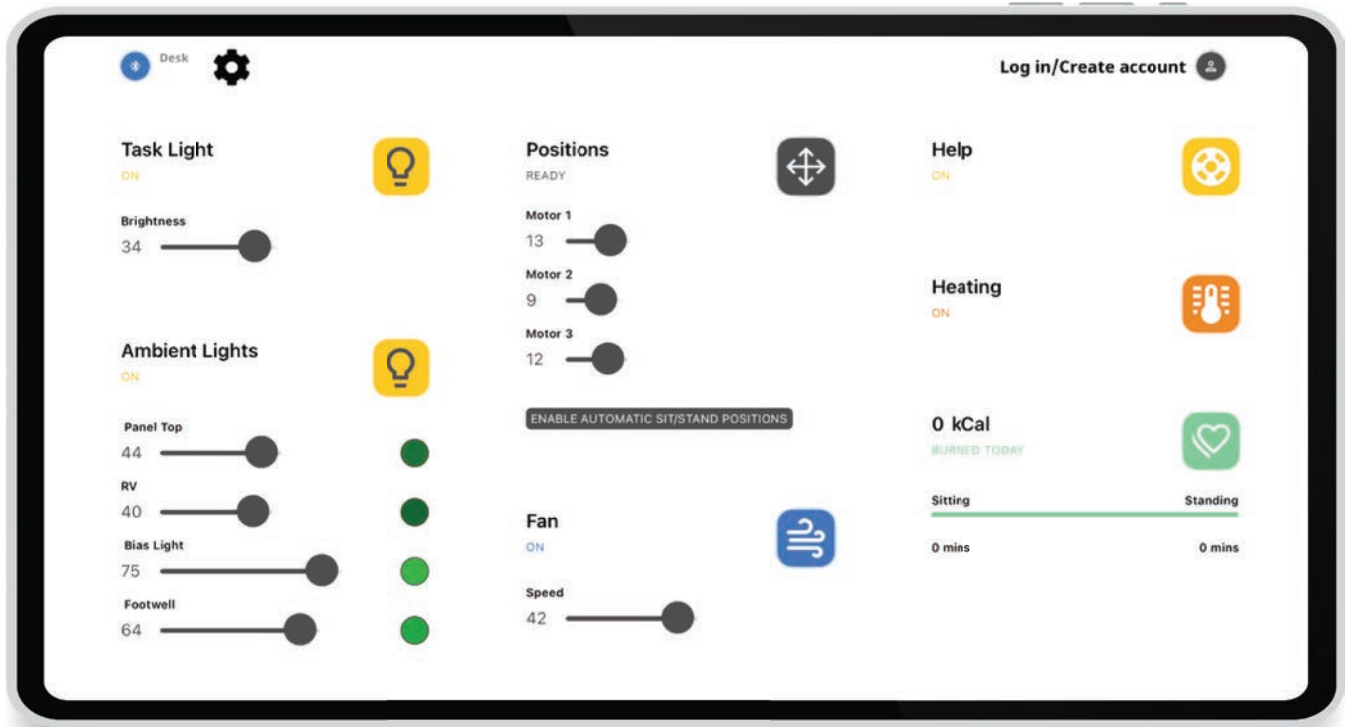 Desk
Log in/Create account
Task Light
ON
Brightness
34
Ambient Lights
ON
Panel Top
44
RV
40
Bias Light
75
Footwell
64
Positions
READY
Motor 1
13
Motor 2
9
Motor 3
12
ENABLE AUTOMATIC SIT/STAND POSITIONS
Fan
ON
Speed
42
Help
ON
Heating
ON
0 kCal
BURNED TODAY
Sitting Standing
0 mins 0 mins